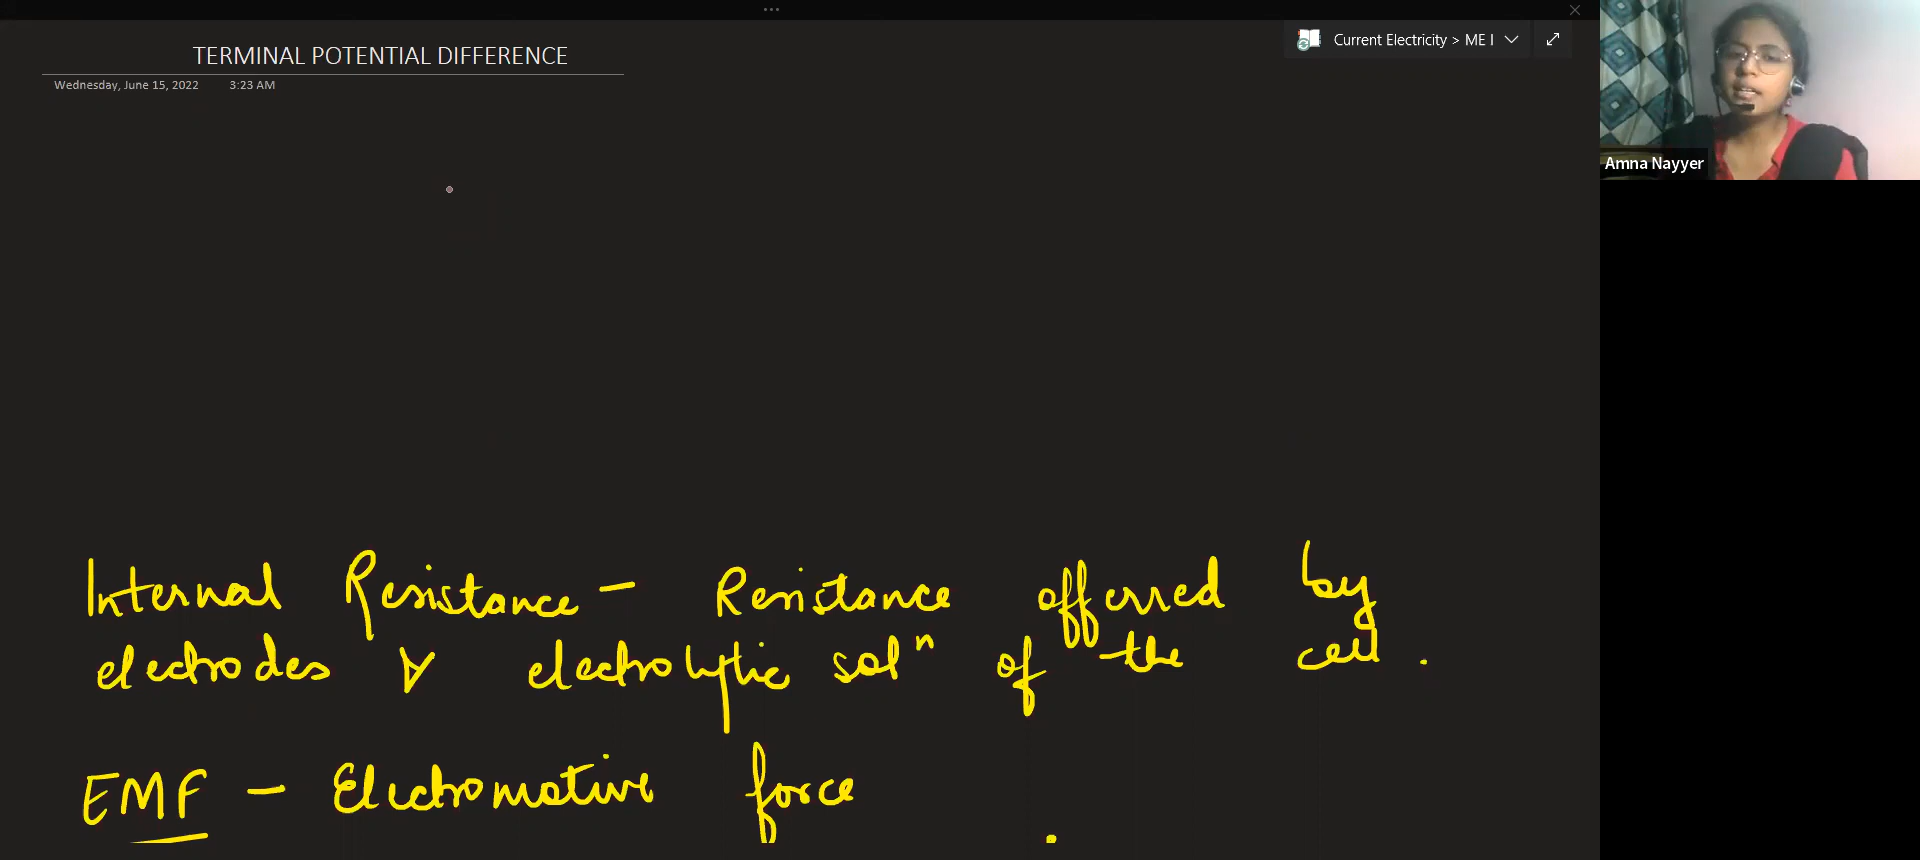 TERMINAL POTENTIAL DIFFERENCE
Wednesday, June 15, 2022 3:23 AM
Current Electricity > ME I
Amna Nayyer
Internal Resistance - Resistance offerred by
electrodes & electrolytic solⁿ of the cell.
EMF - Electromotive force